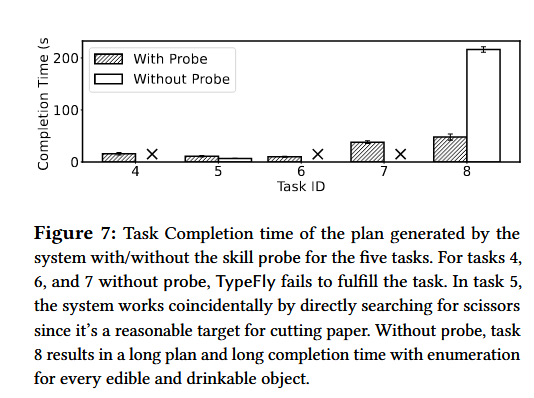 Completion Time (s
200
100
0
With Probe
Without Probe
4 5 6 7 8
Task ID
Figure 7: Task Completion time of the plan generated by the
system with/without the skill probe for the five tasks. For tasks 4,
6, and 7 without probe, TypeFly fails to fulfill the task. In task 5,
the system works coincidentally by directly searching for scissors
since it’s a reasonable target for cutting paper. Without probe, task
8 results in a long plan and long completion time with enumeration
for every edible and drinkable object.